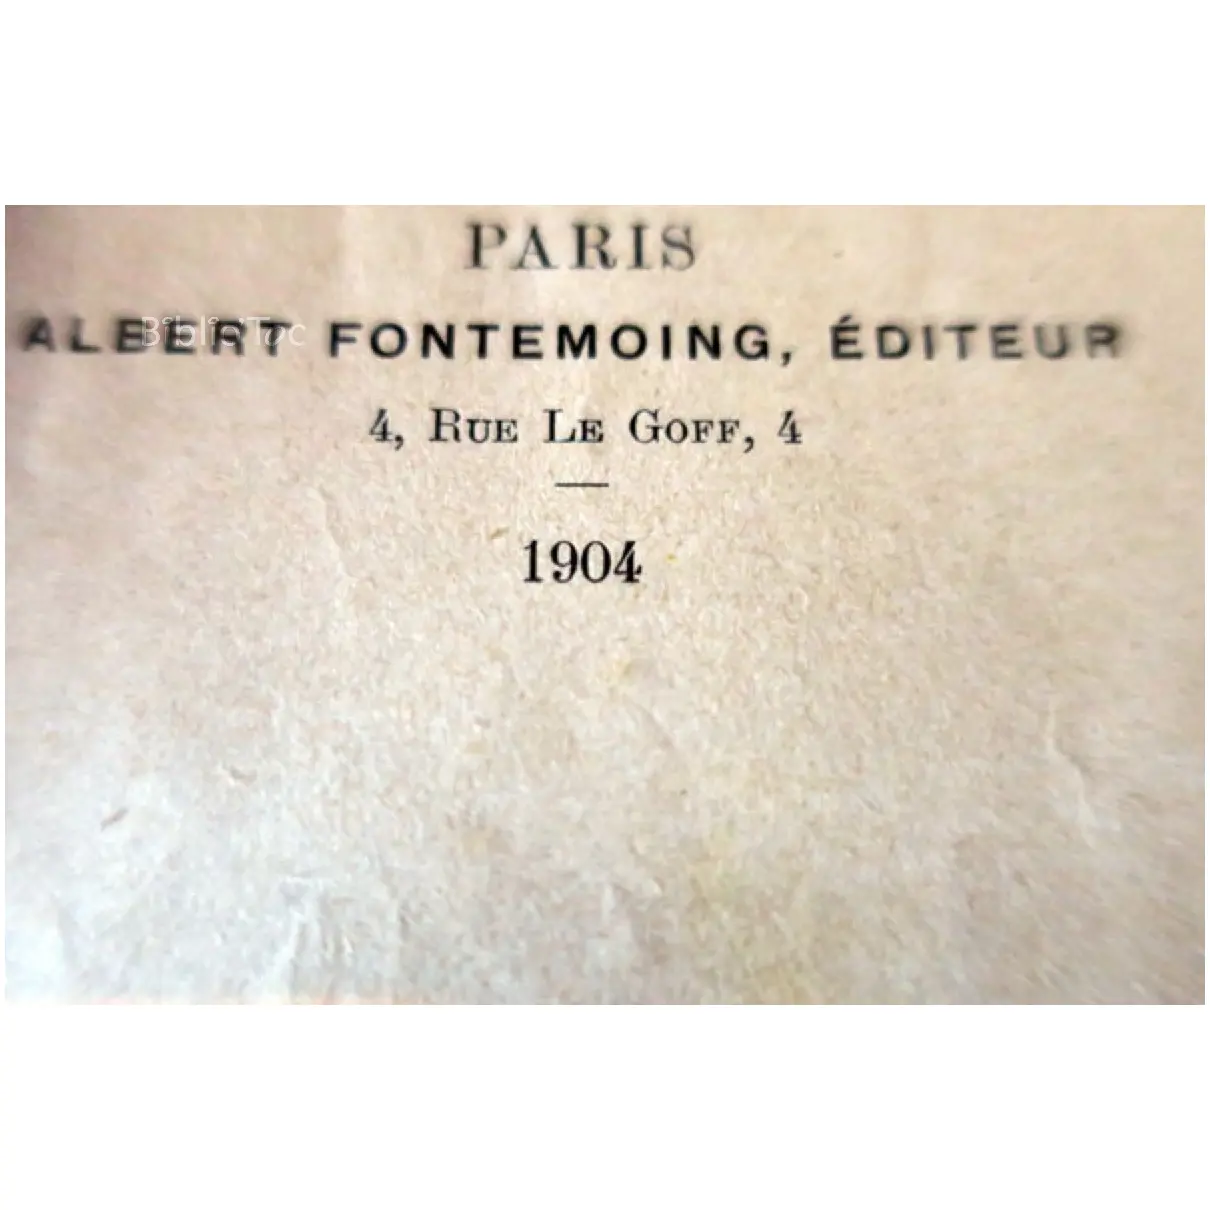 PARIS
ALBERT FONTEMOING, ÉDITEUR
4, RUE LE GOFF, 4
1904